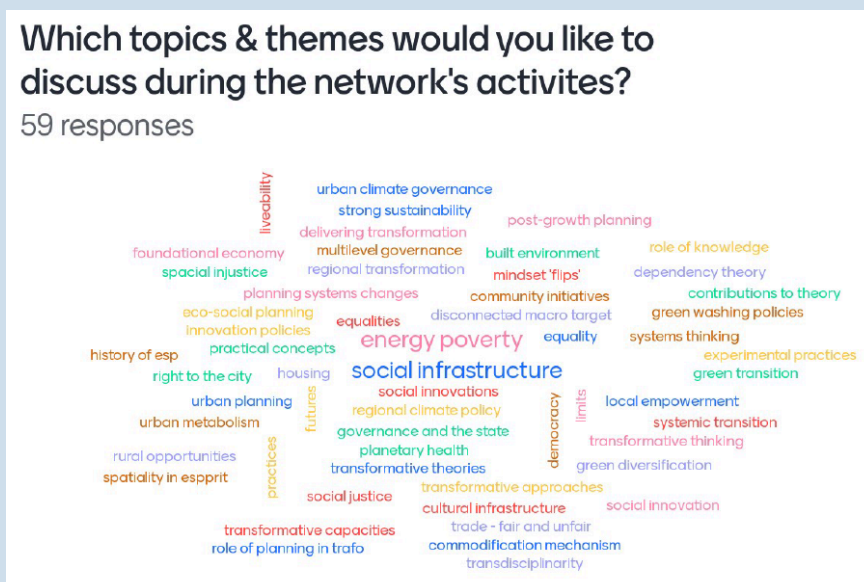 Which topics & themes would you like to
discuss during the network's activites?
59 responses
liveability
urban climate governance
strong sustainability
post-growth planning
delivering transformation
foundational economy
multilevel governance
built environment
role of knowledge
spacial injustice
regional transformation
mindset 'flips'
dependency theory
planning systems changes
community initiatives
contributions to theory
eco-social planning
equalities
disconnected macro target
green washing policies
innovation policies
energy poverty
equality
systems thinking
history of esp
practical concepts
experimental practices
right to the city
housing
social infrastructure
green transition
urban planning
futures
social innovations
democracy
limits
local empowerment
regional climate policy
urban metabolism
governance and the state
systemic transition
planetary health
transformative thinking
rural opportunities
practices
transformative theories
green diversification
spatiality in espprit
transformative approaches
social justice
cultural infrastructure
social innovation
transformative capacities
trade - fair and unfair
role of planning in trafo
commodification mechanism
transdisciplinarity